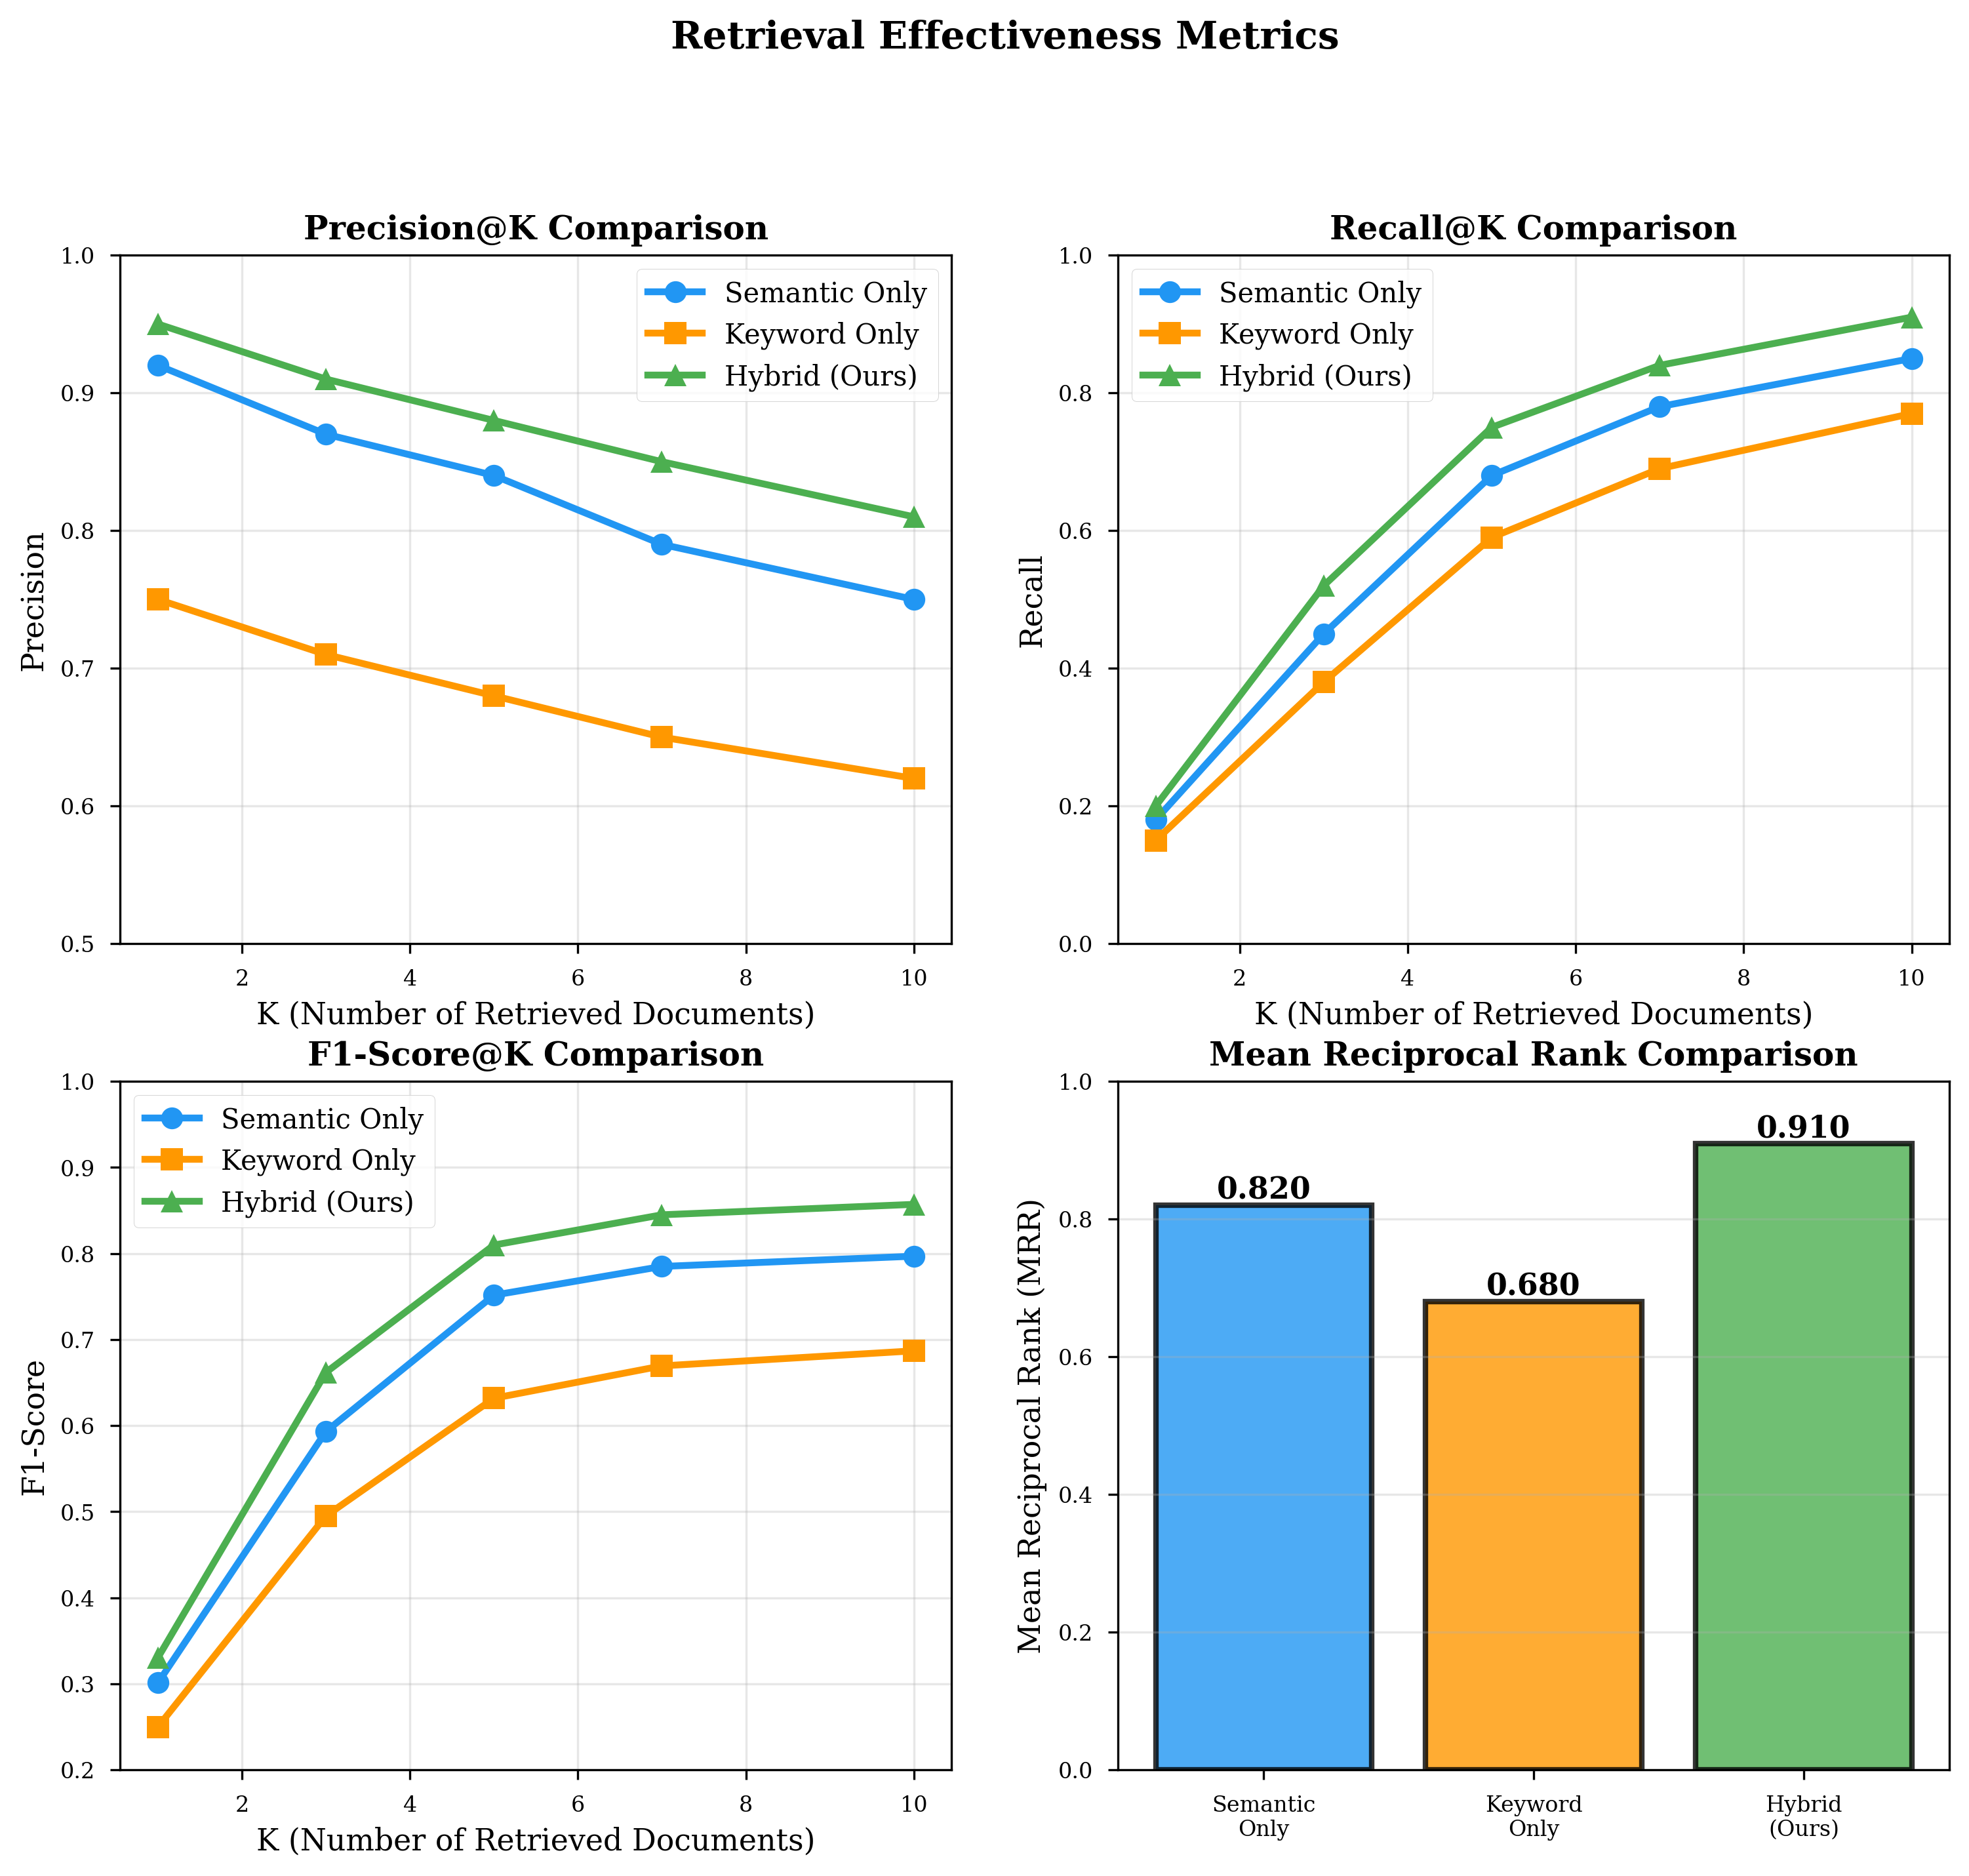 Retrieval Effectiveness Metrics
Precision@K Comparison
1.0
0.9
0.8
0.7
0.6
0.5
Precision
Semantic Only
Keyword Only
Hybrid (Ours)
2 4 6 8 10
K (Number of Retrieved Documents)
Recall@K Comparison
1.0
0.8
0.6
0.4
0.2
0.0
Recall
Semantic Only
Keyword Only
Hybrid (Ours)
2 4 6 8 10
K (Number of Retrieved Documents)
F1-Score@K Comparison
1.0
0.9
0.8
0.7
0.6
0.5
0.4
0.3
0.2
F1-Score
Semantic Only
Keyword Only
Hybrid (Ours)
2 4 6 8 10
K (Number of Retrieved Documents)
Mean Reciprocal Rank Comparison
1.0
0.8
0.6
0.4
0.2
0.0
Mean Reciprocal Rank (MRR)
0.820
0.680
0.910
Semantic
Only
Keyword
Only
Hybrid
(Ours)